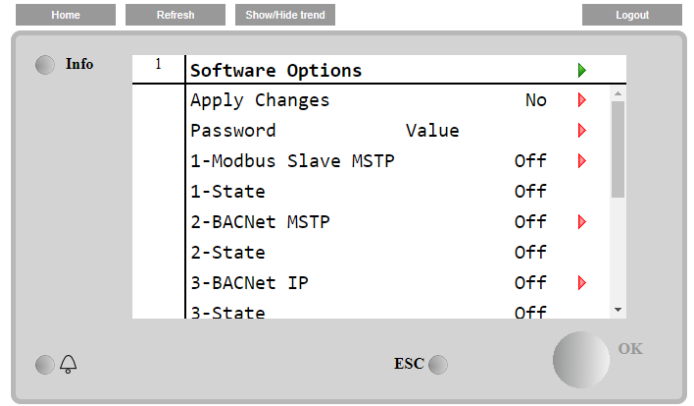 Home Refresh Show/Hide trend Logout
Info
1 Software Options
Apply Changes No
Password Value
1-Modbus Slave MSTP Off
1-State Off
2-BACNet MSTP Off
2-State Off
3-BACNet IP Off
3-State Off
ESC OK